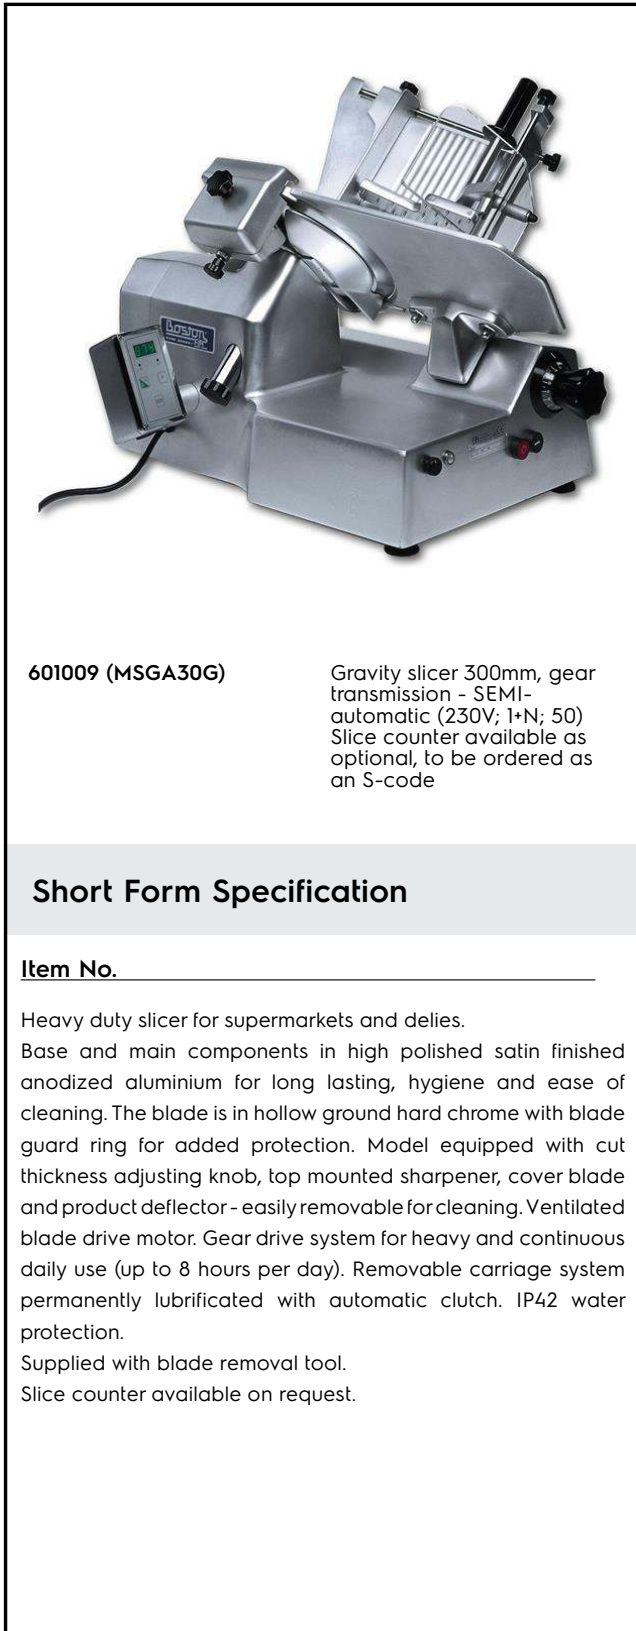 Boston
601009 (MSGA30G)
Gravity slicer 300mm, gear
transmission - SEMI-
automatic (230V; 1+N; 50)
Slice counter available as
optional, to be ordered as
an S-code
Short Form Specification
Item No.
Heavy duty slicer for supermarkets and delies.
Base and main components in high polished satin finished
anodized aluminium for long lasting, hygiene and ease of
cleaning. The blade is in hollow ground hard chrome with blade
guard ring for added protection. Model equipped with cut
thickness adjusting knob, top mounted sharpener, cover blade
and product deflector - easily removable for cleaning. Ventilated
blade drive motor. Gear drive system for heavy and continuous
daily use (up to 8 hours per day). Removable carriage system
permanently lubrificated with automatic clutch. IP42 water
protection.
Supplied with blade removal tool.
Slice counter available on request.